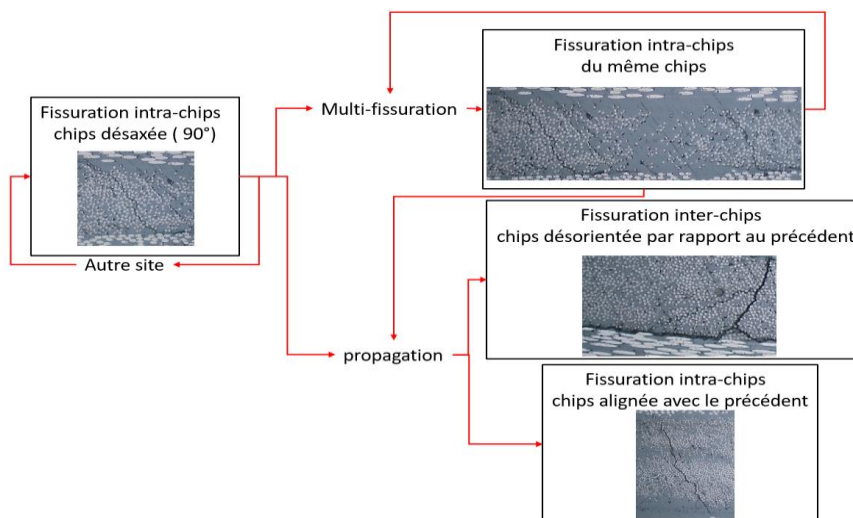 Fissuration intra-chips
du même chips
Fissuration intra-chips
chips désaxée ( 90°)
Multi-fissuration
Autre site
Fissuration inter-chips
chips désorientée par rapport au précédent
propagation
Fissuration intra-chips
chips alignée avec le précédent